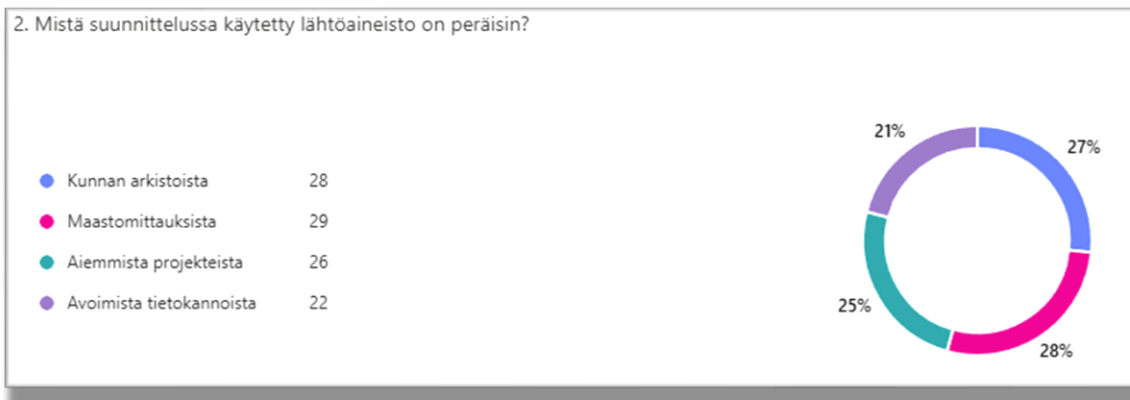 2. Mistä suunnittelussa käytetty lähtöaineisto on peräisin?
Kunnan arkistoista 28
Maastomittauksista 29
Aiemmista projekteista 26
Avoimista tietokannoista 22
21%
27%
25%
28%